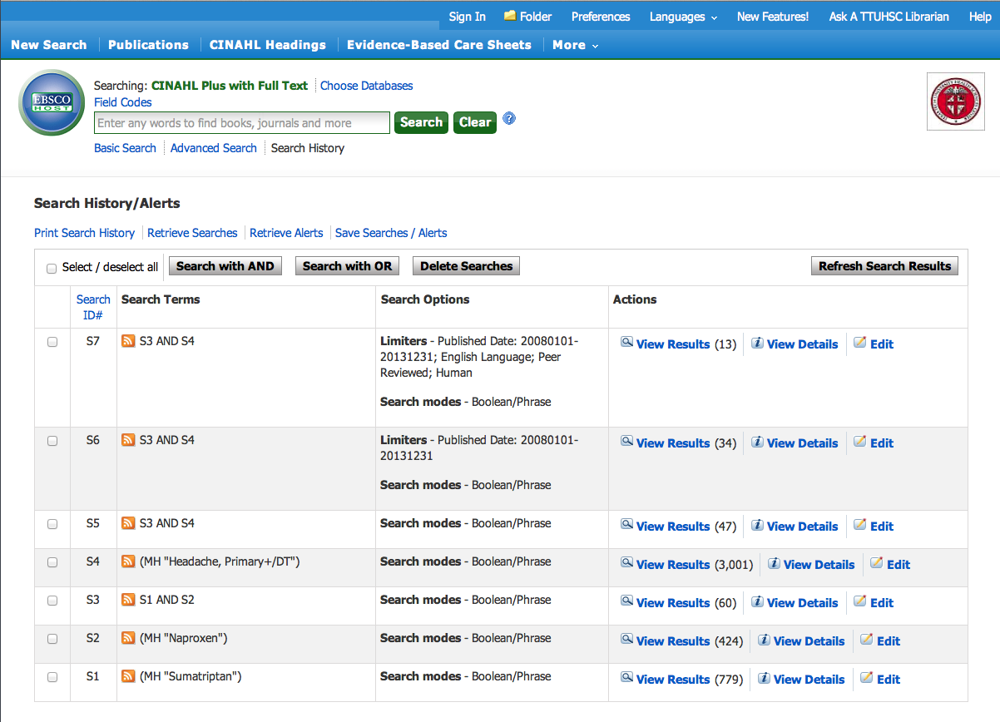 Sign In Folder Preferences Languages New Features! Ask A TTUHSC Librarian Help
New Search Publications CINAHL Headings Evidence-Based Care Sheets More
EBSCO
HOST
Searching: CINAHL Plus with Full Text Choose Databases
Field Codes
Enter any words to find books, journals and more Search Clear ?
Basic Search Advanced Search Search History
Search History/Alerts
Print Search History Retrieve Searches Retrieve Alerts Save Searches / Alerts
Select / deselect all Search with AND Search with OR Delete Searches Refresh Search Results
Search ID# Search Terms Search Options Actions
S7 S3 AND S4 Limiters - Published Date: 20080101-
20131231; English Language; Peer
Reviewed; Human
Search modes - Boolean/Phrase
View Results (13) View Details Edit
S6 S3 AND S4 Limiters - Published Date: 20080101-
20131231
Search modes - Boolean/Phrase
View Results (34) View Details Edit
S5 S3 AND S4 Search modes - Boolean/Phrase View Results (47) View Details Edit
S4 (MH "Headache, Primary+/DT") Search modes - Boolean/Phrase View Results (3,001) View Details Edit
S3 S1 AND S2 Search modes - Boolean/Phrase View Results (60) View Details Edit
S2 (MH "Naproxen") Search modes - Boolean/Phrase View Results (424) View Details Edit
S1 (MH "Sumatriptan") Search modes - Boolean/Phrase View Results (779) View Details Edit